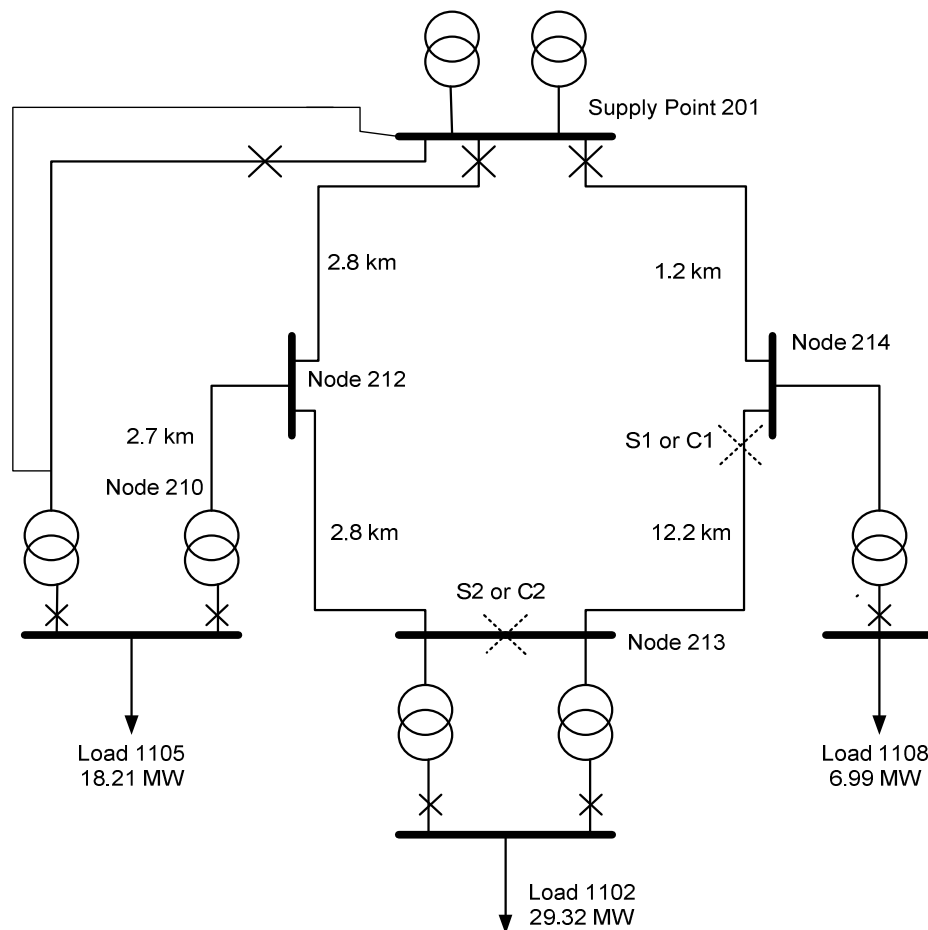 Supply Point 201
2.8 km
1.2 km
Node 214
Node 212
S1 or C1
2.7 km
Node 210
2.8 km
12.2 km
S2 or C2
Node 213
Load 1105
18.21 MW
Load 1108
6.99 MW
Load 1102
29.32 MW